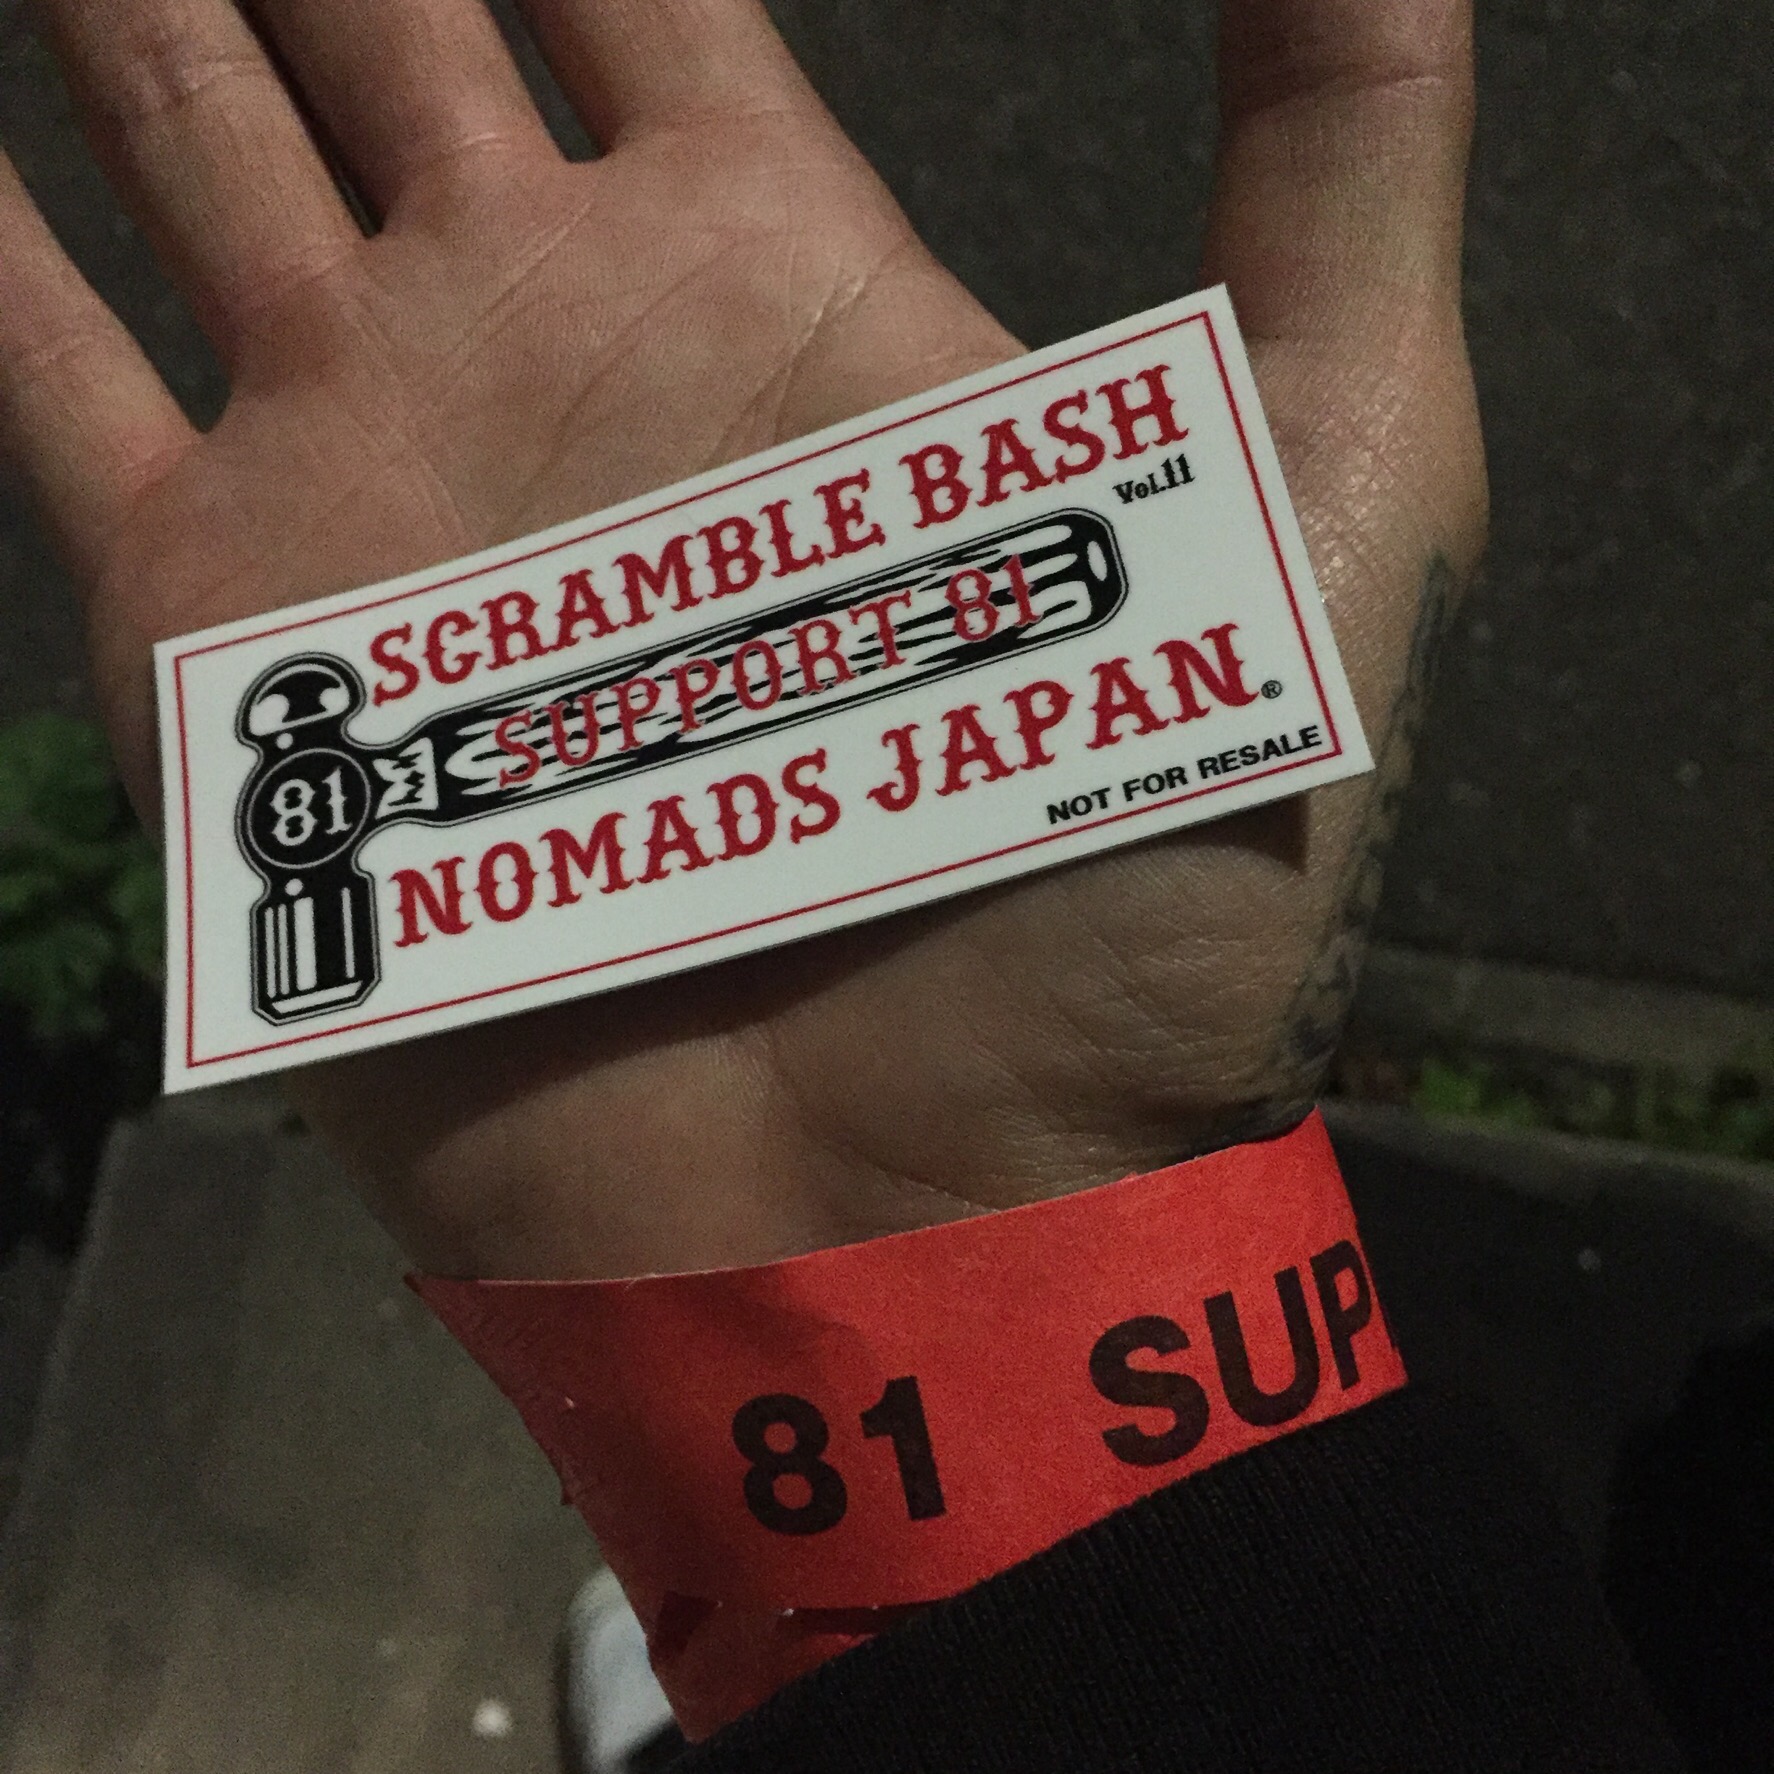 SCRAMBLE BASH
Vol.11
SUPPORT 81
81
NOMADS JAPAN®
NOT FOR RESALE
81 SUP